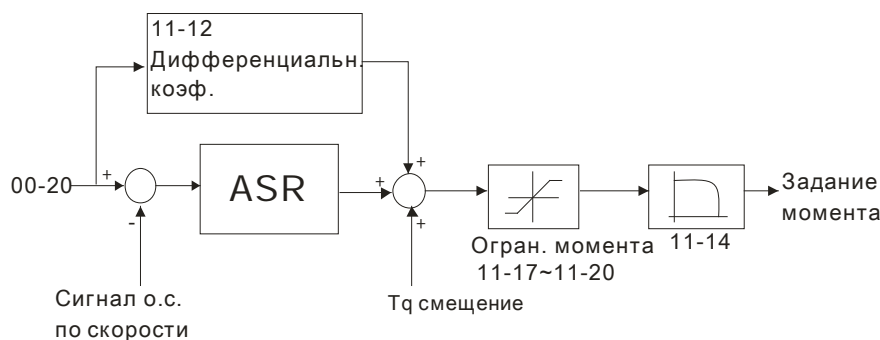 11-12
Дифференциальн.
коэф.
+
00-20
+
-
ASR
+
+
+
Задание
момента
Огран. момента
11-17~11-20
11-14
Сигнал о.с.
по скорости
Tq смещение